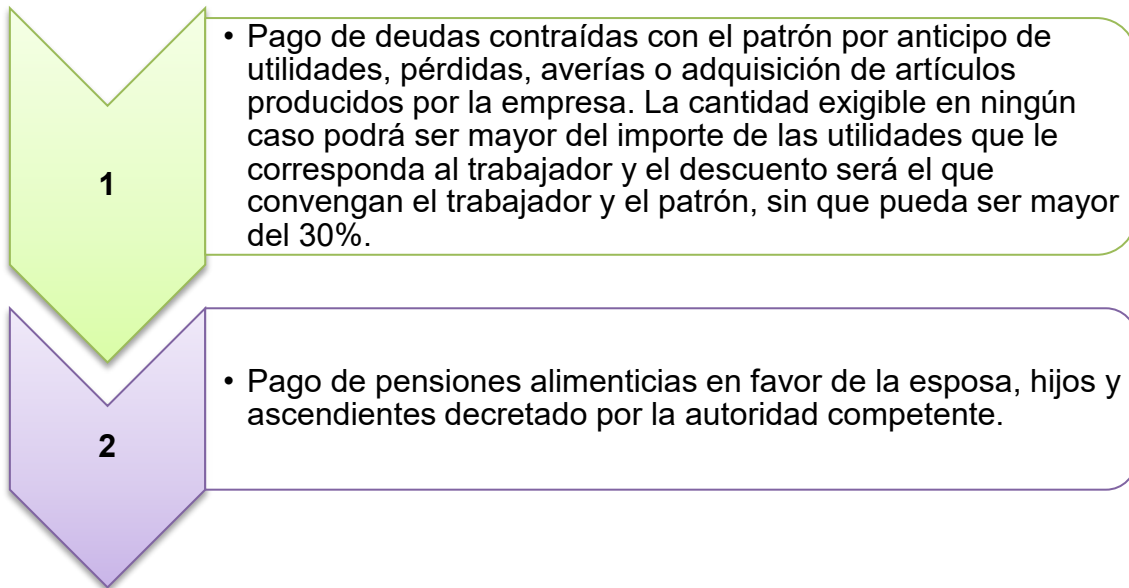 1
• Pago de deudas contraídas con el patrón por anticipo de
utilidades, pérdidas, averías o adquisición de artículos
producidos por la empresa. La cantidad exigible en ningún
caso podrá ser mayor del importe de las utilidades que le
corresponda al trabajador y el descuento será el que
convengan el trabajador y el patrón, sin que pueda ser mayor
del 30%.
2
• Pago de pensiones alimenticias en favor de la esposa, hijos y
ascendientes decretado por la autoridad competente.